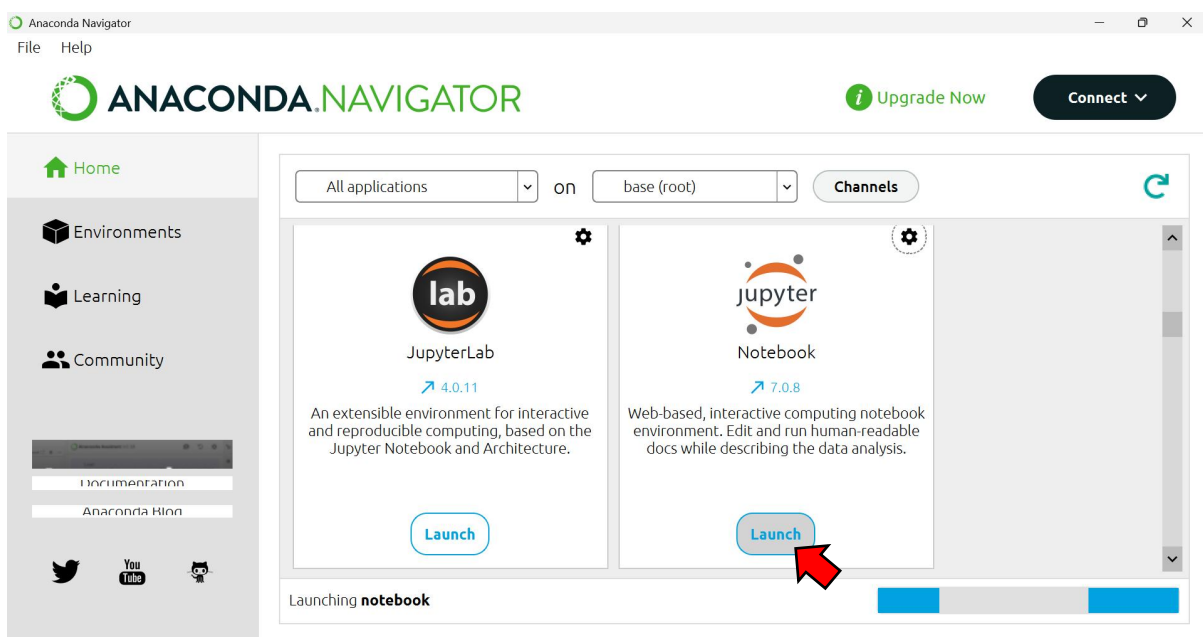 Anaconda Navigator
File Help
ANACONDA.NAVIGATOR
i Upgrade Now
Connect
Home
All applications on base (root) Channels
Environments
Learning
Community
lab
JupyterLab
4.0.11
An extensible environment for interactive
and reproducible computing, based on the
Jupyter Notebook and Architecture.
Launch
jupyter
Notebook
7.0.8
Web-based, interactive computing notebook
environment. Edit and run human-readable
docs while describing the data analysis.
Launch
Documentation
Anaconda Blog
You
Tube
Launching notebook